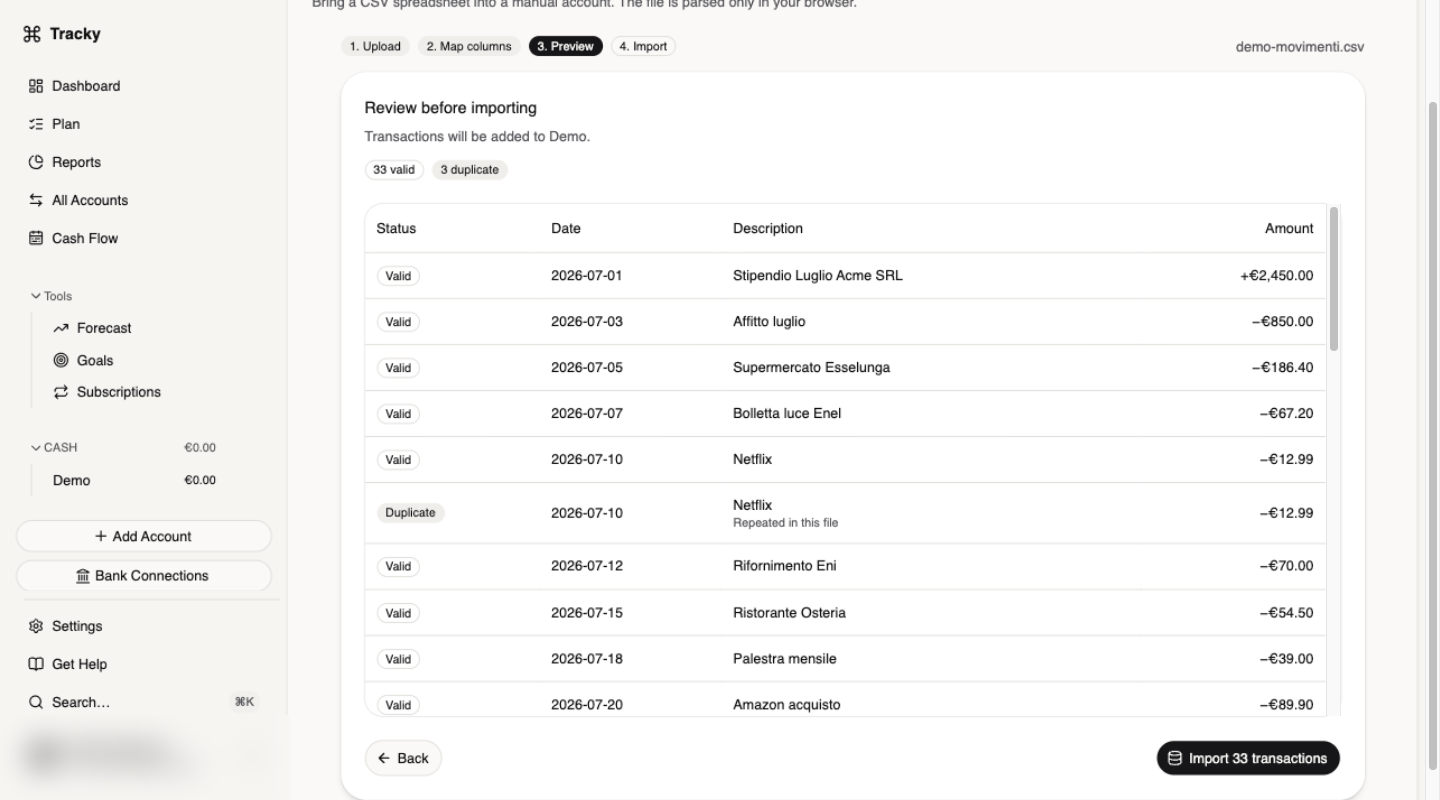 Tracky
Dashboard
Plan
Reports
All Accounts
Cash Flow
Tools
Forecast
Goals
Subscriptions
CASH €0.00
Demo €0.00
+ Add Account
Bank Connections
Settings
Get Help
Search... ⌘K
Bring a CSV spreadsheet into a manual account. The file is parsed only in your browser.
1. Upload 2. Map columns 3. Preview 4. Import demo-movimenti.csv
Review before importing
Transactions will be added to Demo.
33 valid 3 duplicate
Status Date Description Amount
Valid 2026-07-01 Stipendio Luglio Acme SRL +€2,450.00
Valid 2026-07-03 Affitto luglio −€850.00
Valid 2026-07-05 Supermercato Esselunga −€186.40
Valid 2026-07-07 Bolletta luce Enel −€67.20
Valid 2026-07-10 Netflix −€12.99
Duplicate 2026-07-10 Netflix −€12.99
Repeated in this file
Valid 2026-07-12 Rifornimento Eni −€70.00
Valid 2026-07-15 Ristorante Osteria −€54.50
Valid 2026-07-18 Palestra mensile −€39.00
Valid 2026-07-20 Amazon acquisto −€89.90
Back
Import 33 transactions